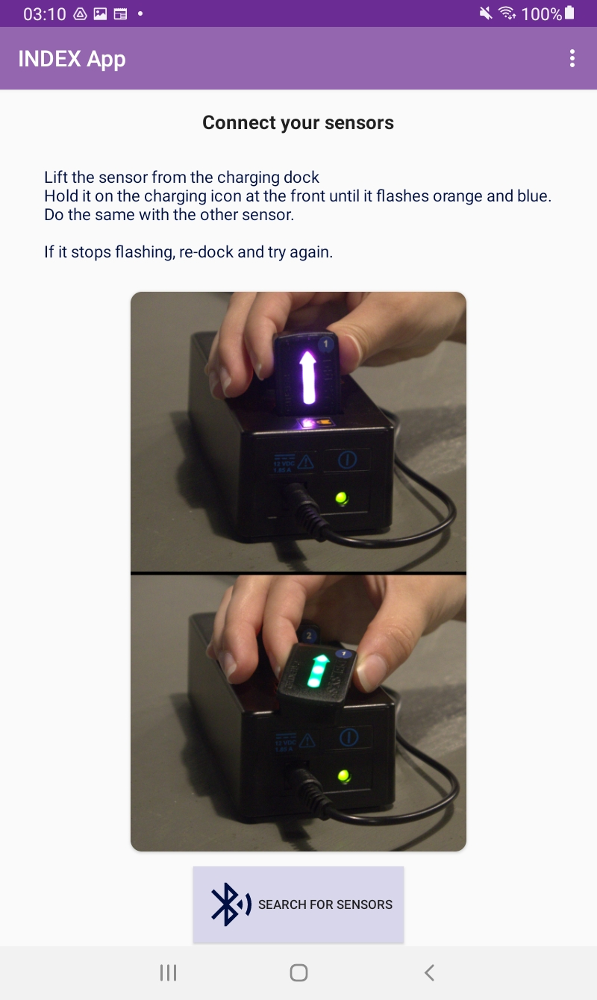 03:10
100%
INDEX App
Connect your sensors
Lift the sensor from the charging dock
Hold it on the charging icon at the front until it flashes orange and blue.
Do the same with the other sensor.
If it stops flashing, re-dock and try again.
1
12 VDC
1.85 A
2
1
12 VDC
1.85 A
SEARCH FOR SENSORS